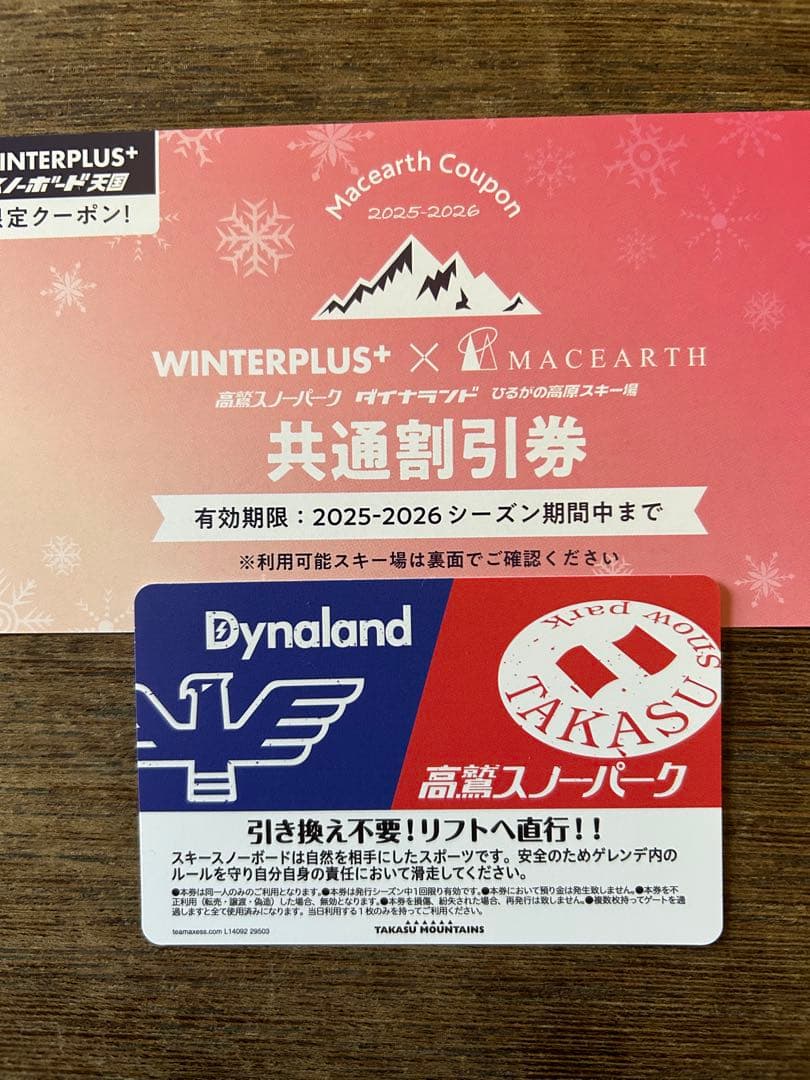 INTERPLUS+
スノーボード天国
限定クーポン!
Macearth Coupon
2025-2026
WINTERPLUS+ × MACEARTH
高鷲スノーパーク ダイナランド ひるがの高原スキー場
共通割引券
有効期限：2025-2026シーズン期間中まで
※利用可能スキー場は裏面でご確認ください
Dynaland
snow park
TAKASU
高鷲スノーパーク
引き換え不要!リフトへ直行!!
スキースノーボードは自然を相手にしたスポーツです。安全のためゲレンデ内の
ルールを守り自分自身の責任において滑走してください。
●本券は同一人のみのご利用となります。●本券は発行シーズン中1回限り有効です。●本券において預り金は発生致しません。●本券を不
正利用（転売・譲渡・偽造）した場合、無効となります。●本券を損傷、紛失された場合、再発行は致しません。●複数枚持ってゲートを通
過しますと全て使用済みになります。当日利用する1枚のみを持ってご利用ください。
teamaxess.com L14092 29503
TAKASU MOUNTAINS